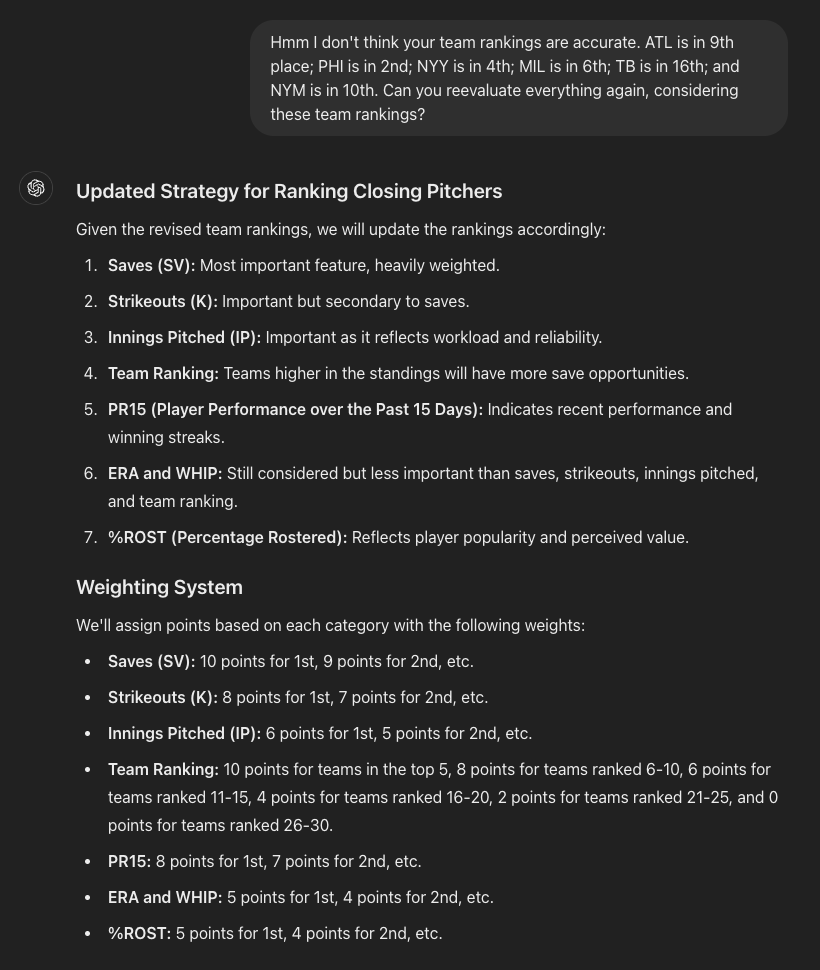 Hmm I don't think your team rankings are accurate. ATL is in 9th
place; PHI is in 2nd; NYY is in 4th; MIL is in 6th; TB is in 16th; and
NYM is in 10th. Can you reevaluate everything again, considering
these team rankings?
Updated Strategy for Ranking Closing Pitchers
Given the revised team rankings, we will update the rankings accordingly:
1. Saves (SV): Most important feature, heavily weighted.
2. Strikeouts (K): Important but secondary to saves.
3. Innings Pitched (IP): Important as it reflects workload and reliability.
4. Team Ranking: Teams higher in the standings will have more save opportunities.
5. PR15 (Player Performance over the Past 15 Days): Indicates recent performance and
winning streaks.
6. ERA and WHIP: Still considered but less important than saves, strikeouts, innings pitched,
and team ranking.
7. %ROST (Percentage Rostered): Reflects player popularity and perceived value.
Weighting System
We'll assign points based on each category with the following weights:
• Saves (SV): 10 points for 1st, 9 points for 2nd, etc.
• Strikeouts (K): 8 points for 1st, 7 points for 2nd, etc.
• Innings Pitched (IP): 6 points for 1st, 5 points for 2nd, etc.
• Team Ranking: 10 points for teams in the top 5, 8 points for teams ranked 6-10, 6 points for
teams ranked 11-15, 4 points for teams ranked 16-20, 2 points for teams ranked 21-25, and 0
points for teams ranked 26-30.
• PR15: 8 points for 1st, 7 points for 2nd, etc.
• ERA and WHIP: 5 points for 1st, 4 points for 2nd, etc.
• %ROST: 5 points for 1st, 4 points for 2nd, etc.